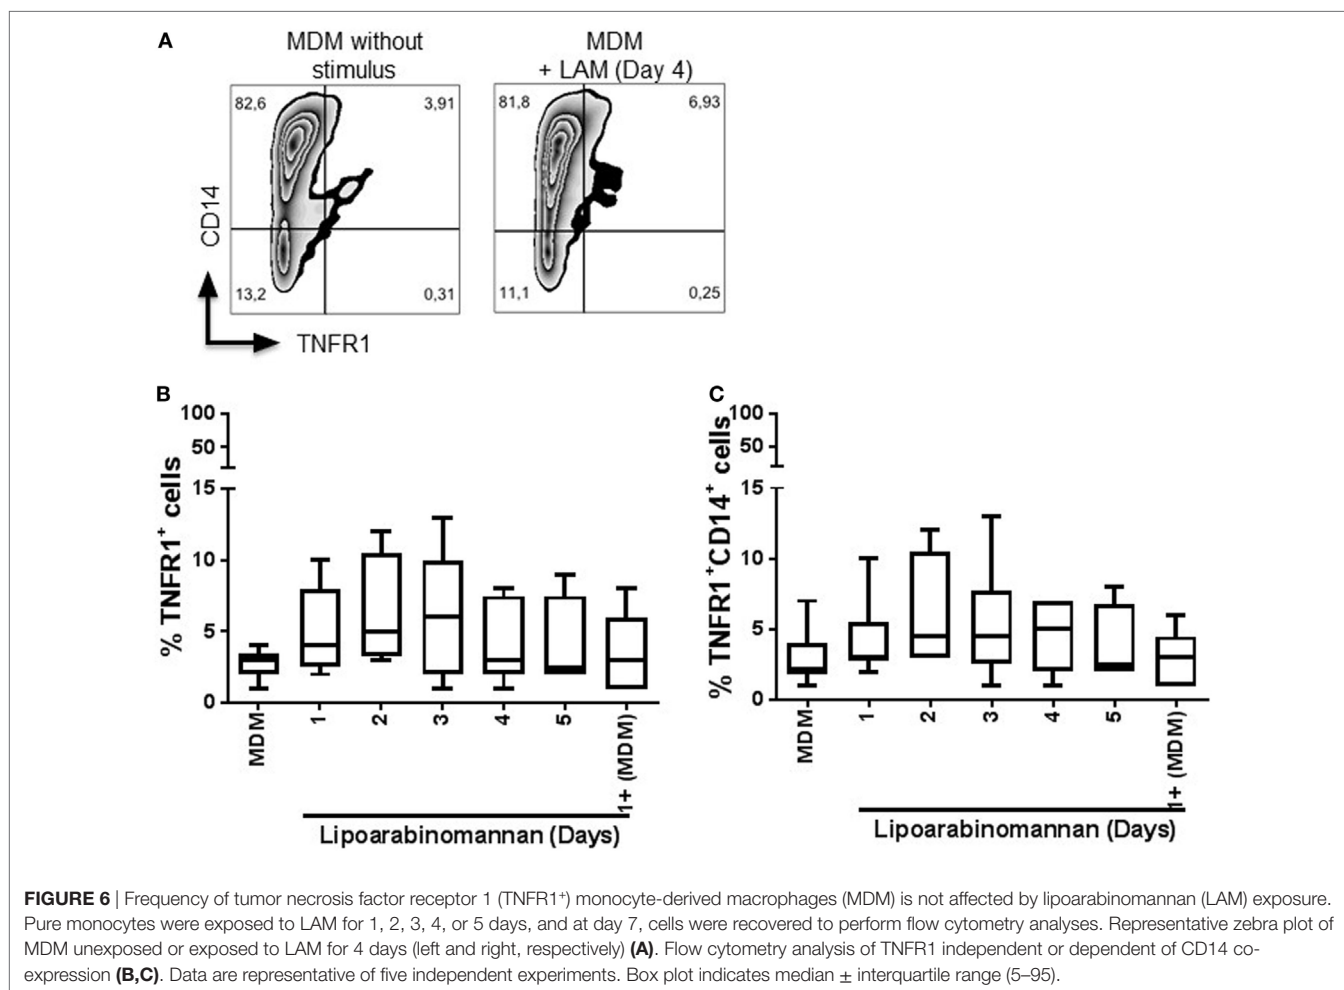 A
MDM without
stimulus
MDM
+ LAM (Day 4)
82,6
3,91
13,2
0,31
81,8
6,93
11,1
0,25
CD14
TNFR1
B
% TNFR1⁺ cells
100
50
15
10
5
0
MDM
1
2
3
4
5
1+ (MDM)
Lipoarabinomannan (Days)
C
% TNFR1⁺CD14⁺ cells
100
50
15
10
5
0
MDM
1
2
3
4
5
1+ (MDM)
Lipoarabinomannan (Days)
FIGURE 6 | Frequency of tumor necrosis factor receptor 1 (TNFR1⁺) monocyte-derived macrophages (MDM) is not affected by lipoarabinomannan (LAM) exposure.
Pure monocytes were exposed to LAM for 1, 2, 3, 4, or 5 days, and at day 7, cells were recovered to perform flow cytometry analyses. Representative zebra plot of
MDM unexposed or exposed to LAM for 4 days (left and right, respectively) (A). Flow cytometry analysis of TNFR1 independent or dependent of CD14 co-
expression (B,C). Data are representative of five independent experiments. Box plot indicates median ± interquartile range (5–95).